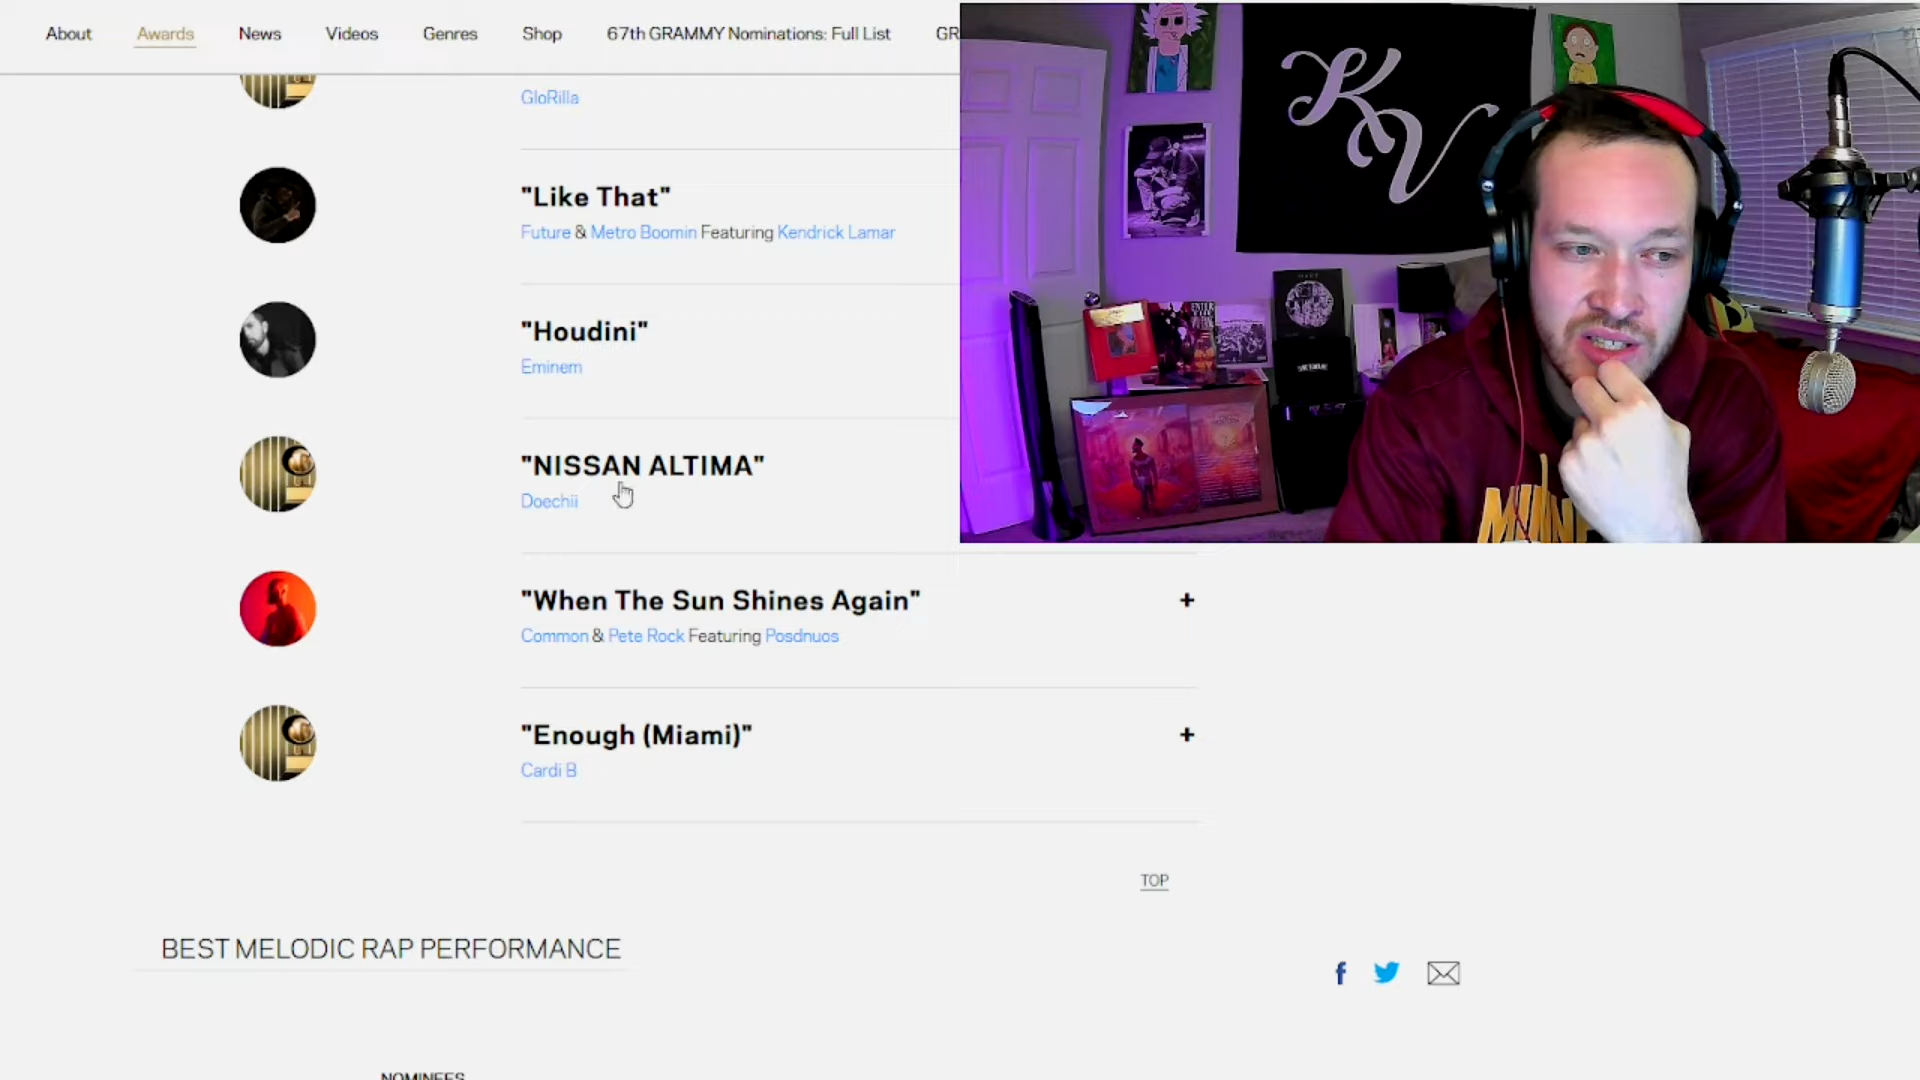 About Awards News Videos Genres Shop 67th GRAMMY Nominations: Full List GR
GloRilla
"Like That"
Future & Metro Boomin Featuring Kendrick Lamar
"Houdini"
Eminem
"NISSAN ALTIMA"
Doechii
"When The Sun Shines Again" +
Common & Pete Rock Featuring Posdnuos
"Enough (Miami)" +
Cardi B
TOP
BEST MELODIC RAP PERFORMANCE
NOMINEES
KV